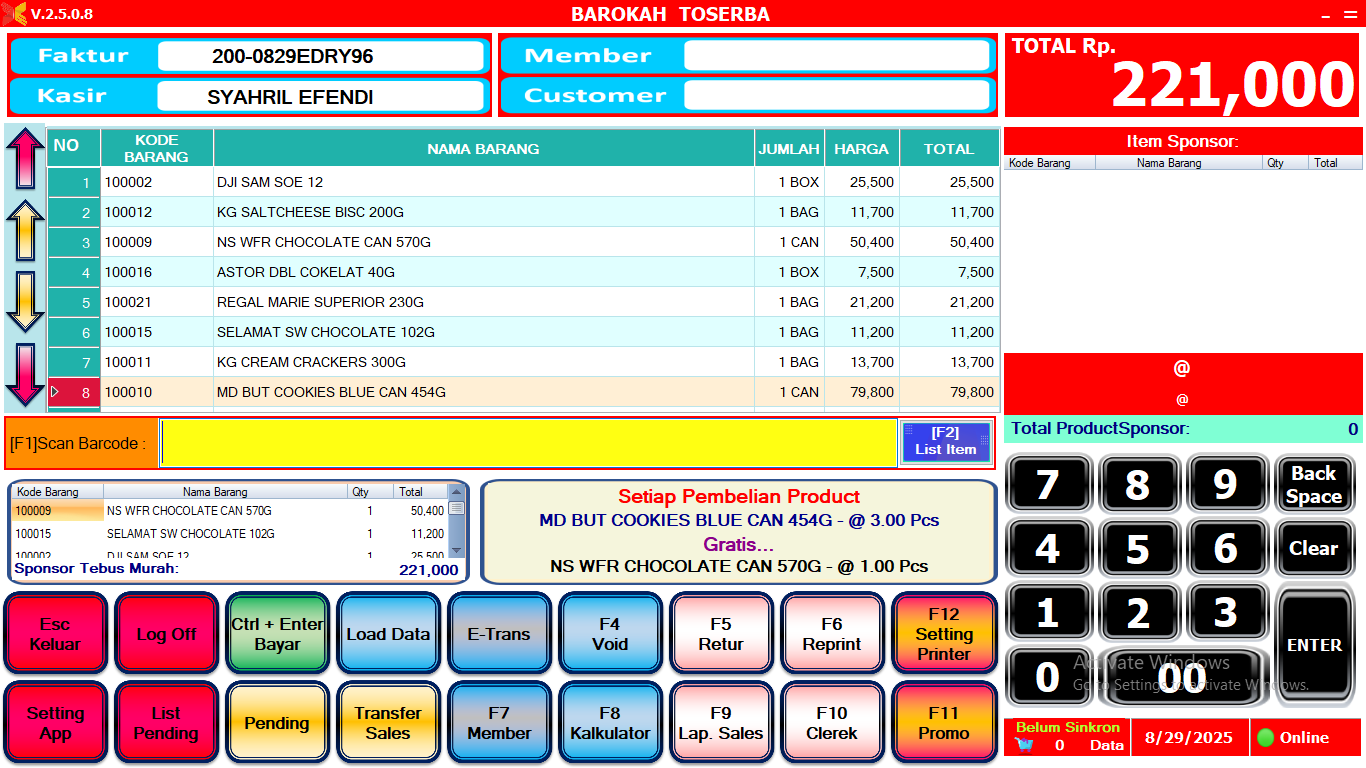 V.2.5.0.8
BAROKAH TOSERBA
Faktur
200-0829EDRY96
Kasir
SYAHRIL EFENDI
Member
Customer
TOTAL Rp.
221,000
NO KODE BARANG NAMA BARANG JUMLAH HARGA TOTAL
1 100002 DJI SAM SOE 12 1 BOX 25,500 25,500
2 100012 KG SALTCHEESE BISC 200G 1 BAG 11,700 11,700
3 100009 NS WFR CHOCOLATE CAN 570G 1 CAN 50,400 50,400
4 100016 ASTOR DBL COKELAT 40G 1 BOX 7,500 7,500
5 100021 REGAL MARIE SUPERIOR 230G 1 BAG 21,200 21,200
6 100015 SELAMAT SW CHOCOLATE 102G 1 BAG 11,200 11,200
7 100011 KG CREAM CRACKERS 300G 1 BAG 13,700 13,700
8 100010 MD BUT COOKIES BLUE CAN 454G 1 CAN 79,800 79,800
Item Sponsor:
Kode Barang Nama Barang Qty Total
@
@
Total ProductSponsor: 0
[F1]Scan Barcode :
[F2]
List Item
Kode Barang Nama Barang Qty Total
100009 NS WFR CHOCOLATE CAN 570G 1 50,400
100015 SELAMAT SW CHOCOLATE 102G 1 11,200
100002 DJI SAM SOE 12 1 25,500
Sponsor Tebus Murah: 221,000
Setiap Pembelian Product
MD BUT COOKIES BLUE CAN 454G - @ 3.00 Pcs
Gratis...
NS WFR CHOCOLATE CAN 570G - @ 1.00 Pcs
7 8 9 Back Space
4 5 6 Clear
1 2 3
0 00 ENTER
Activate Windows
Go to Settings to activate Windows.
Esc
Keluar
Log Off
Ctrl + Enter
Bayar
Load Data
E-Trans
F4
Void
F5
Retur
F6
Reprint
F12
Setting
Printer
Setting
App
List
Pending
Pending
Transfer
Sales
F7
Member
F8
Kalkulator
F9
Lap. Sales
F10
Clerek
F11
Promo
Belum Sinkron
0 Data
8/29/2025
Online